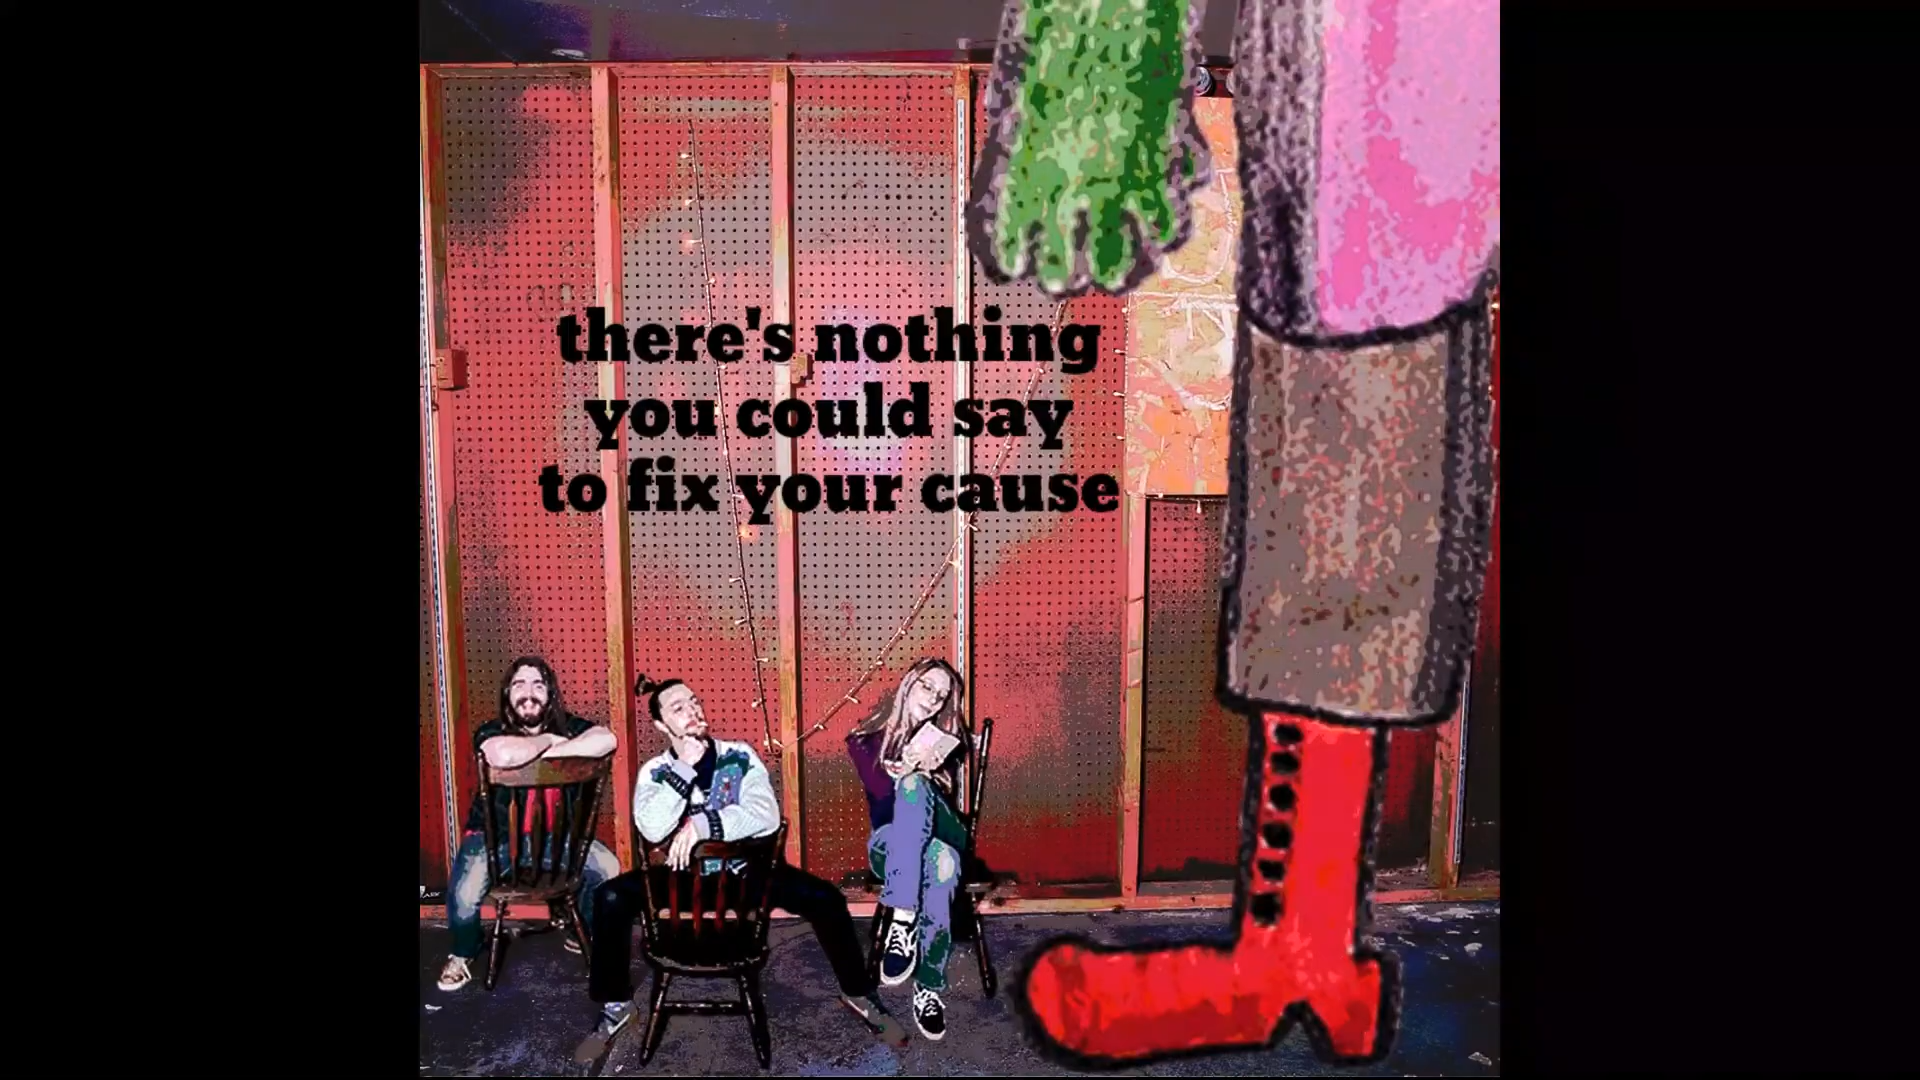 there's nothing
you could say
to fix your cause